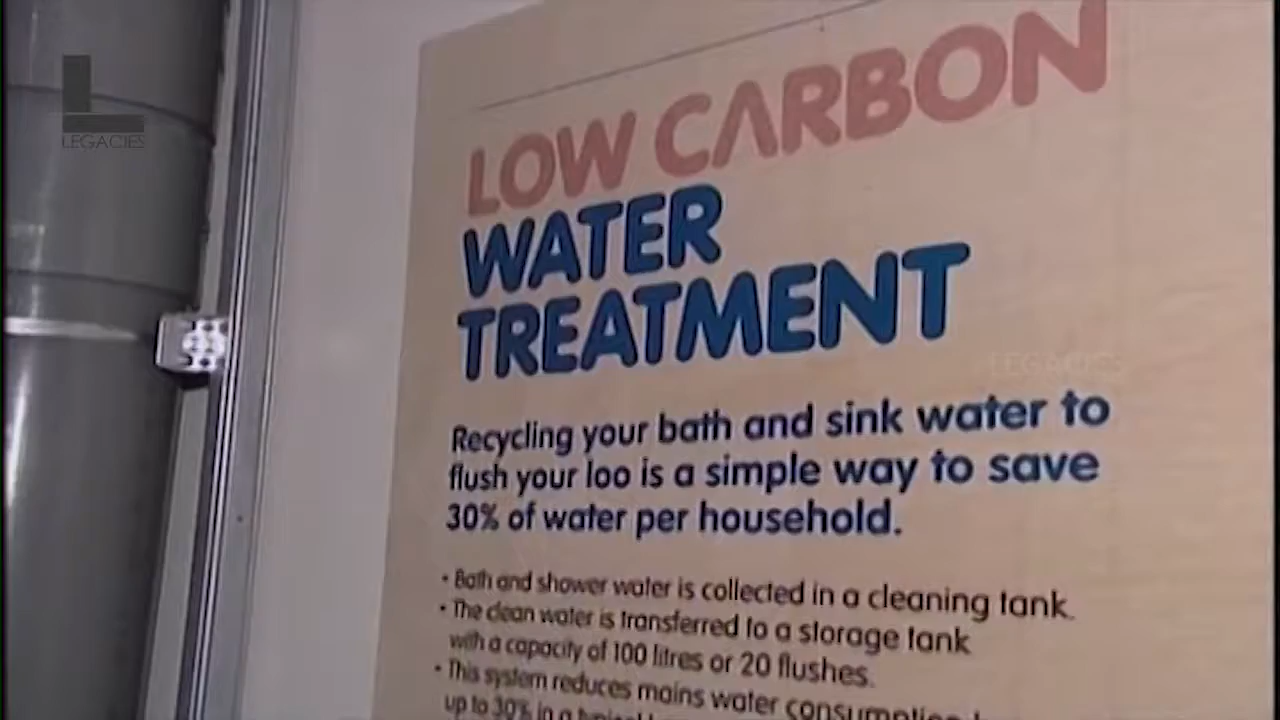 LEGACIES
LOW CARBON
WATER
TREATMENT
LEGACIES
Recycling your bath and sink water to
flush your loo is a simple way to save
30% of water per household.
• Bath and shower water is collected in a cleaning tank.
• The clean water is transferred to a storage tank
with a capacity of 100 litres or 20 flushes.
• This system reduces mains water
up to 30% in a